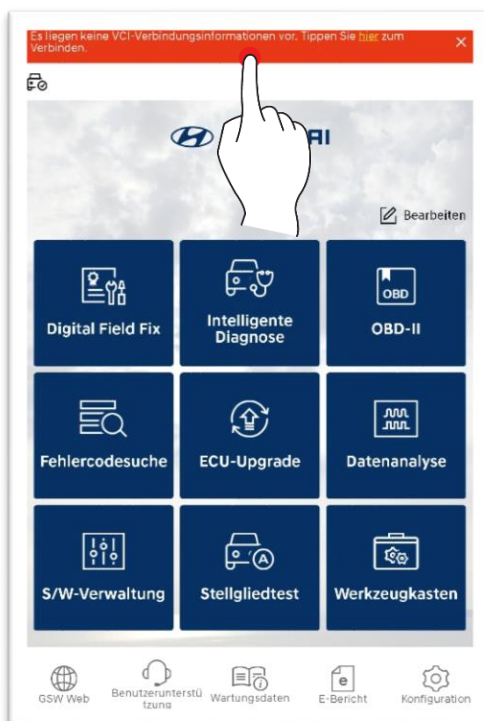 Es liegen keine VCI-Verbindungsinformationen vor. Tippen Sie hier zum
Verbinden.
Bearbeiten
Digital Field Fix
Intelligente
Diagnose
OBD
OBD-II
Fehlercodesuche
ECU-Upgrade
Datenanalyse
S/W-Verwaltung
A
Stellgliedtest
Werkzeugkasten
GSW Web
Benutzerunterstü
tzung
Wartungsdaten
e
E-Bericht
Konfiguration